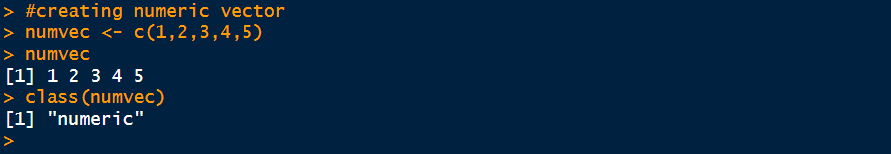 > #creating numeric vector
> numvec <- c(1,2,3,4,5)
> numvec
[1] 1 2 3 4 5
> class(numvec)
[1] "numeric"
>